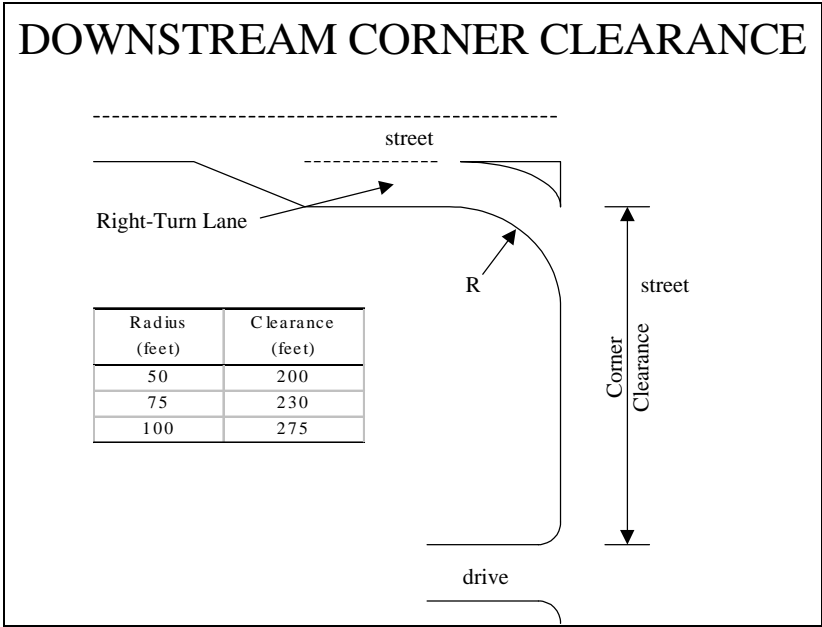 DOWNSTREAM CORNER CLEARANCE
street
Right-Turn Lane
R
street
Radius (feet) Clearance (feet)
50 200
75 230
100 275
Corner
Clearance
drive